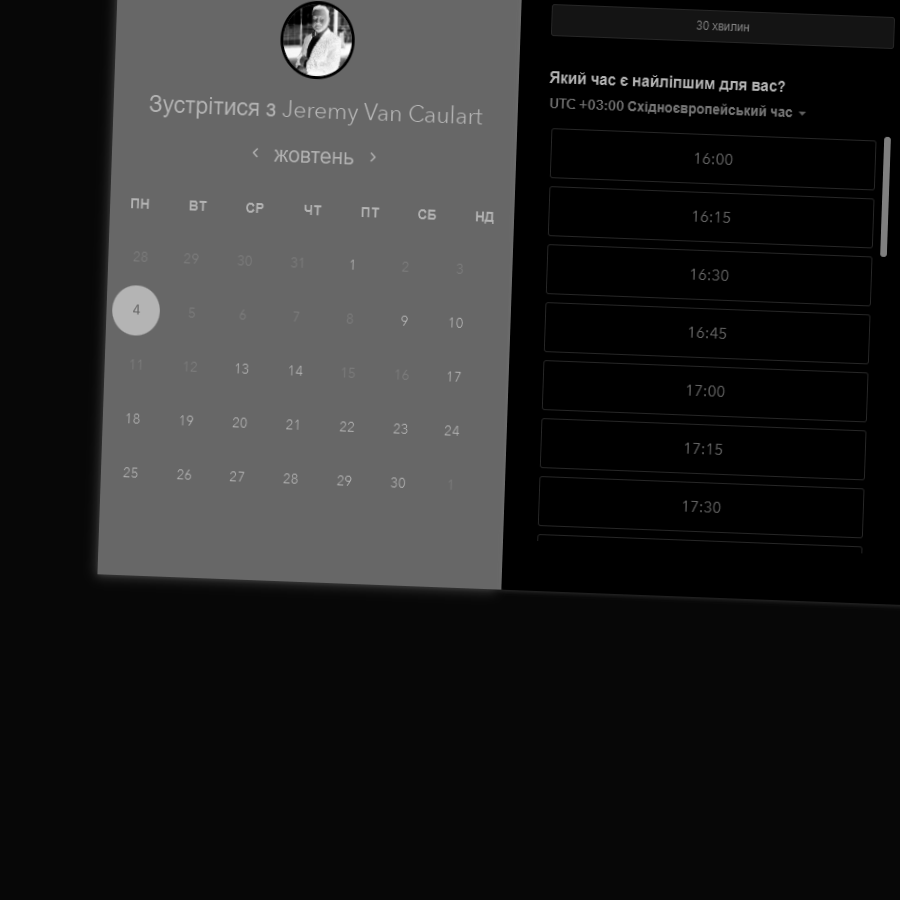 Зустрітися з Jeremy Van Caulart
‹ жовтень ›
ПН ВТ СР ЧТ ПТ СБ НД
28 29 30 31 1 2 3
4 5 6 7 8 9 10
11 12 13 14 15 16 17
18 19 20 21 22 23 24
25 26 27 28 29 30 1
30 хвилин
Який час є найліпшим для вас?
UTC +03:00 Східноєвропейський час
16:00
16:15
16:30
16:45
17:00
17:15
17:30